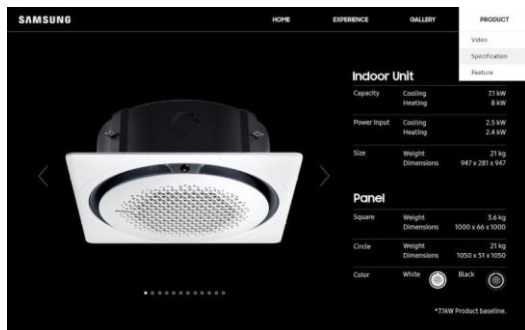 SAMSUNG HOME EXPERIENCE GALLERY PRODUCT
Video
Specification
Feature
Indoor Unit
Capacity Cooling 7.1 kW
Heating 8 kW
Power Input Cooling 2.5 kW
Heating 2.4 kW
Size Weight 21 kg
Dimensions 947 x 281 x 947
Panel
Square Weight 3.6 kg
Dimensions 1000 x 66 x 1000
Circle Weight 21 kg
Dimensions 1050 x 51 x 1050
Color White Black
*7.1kW Product baseline.